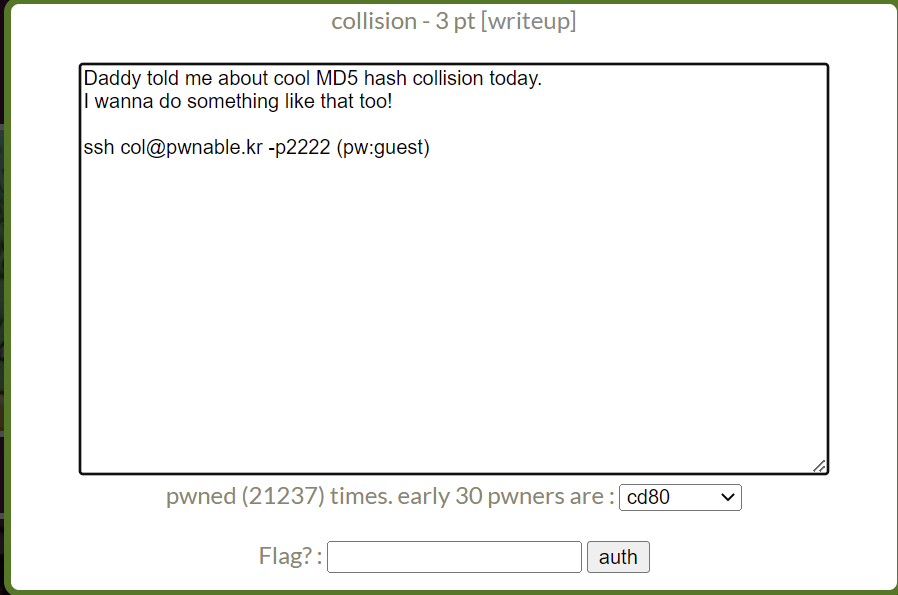 collision - 3 pt [writeup]
Daddy told me about cool MD5 hash collision today.
I wanna do something like that too!
ssh col@pwnable.kr -p2222 (pw:guest)
pwned (21237) times. early 30 pwners are : cd80
Flag? : auth